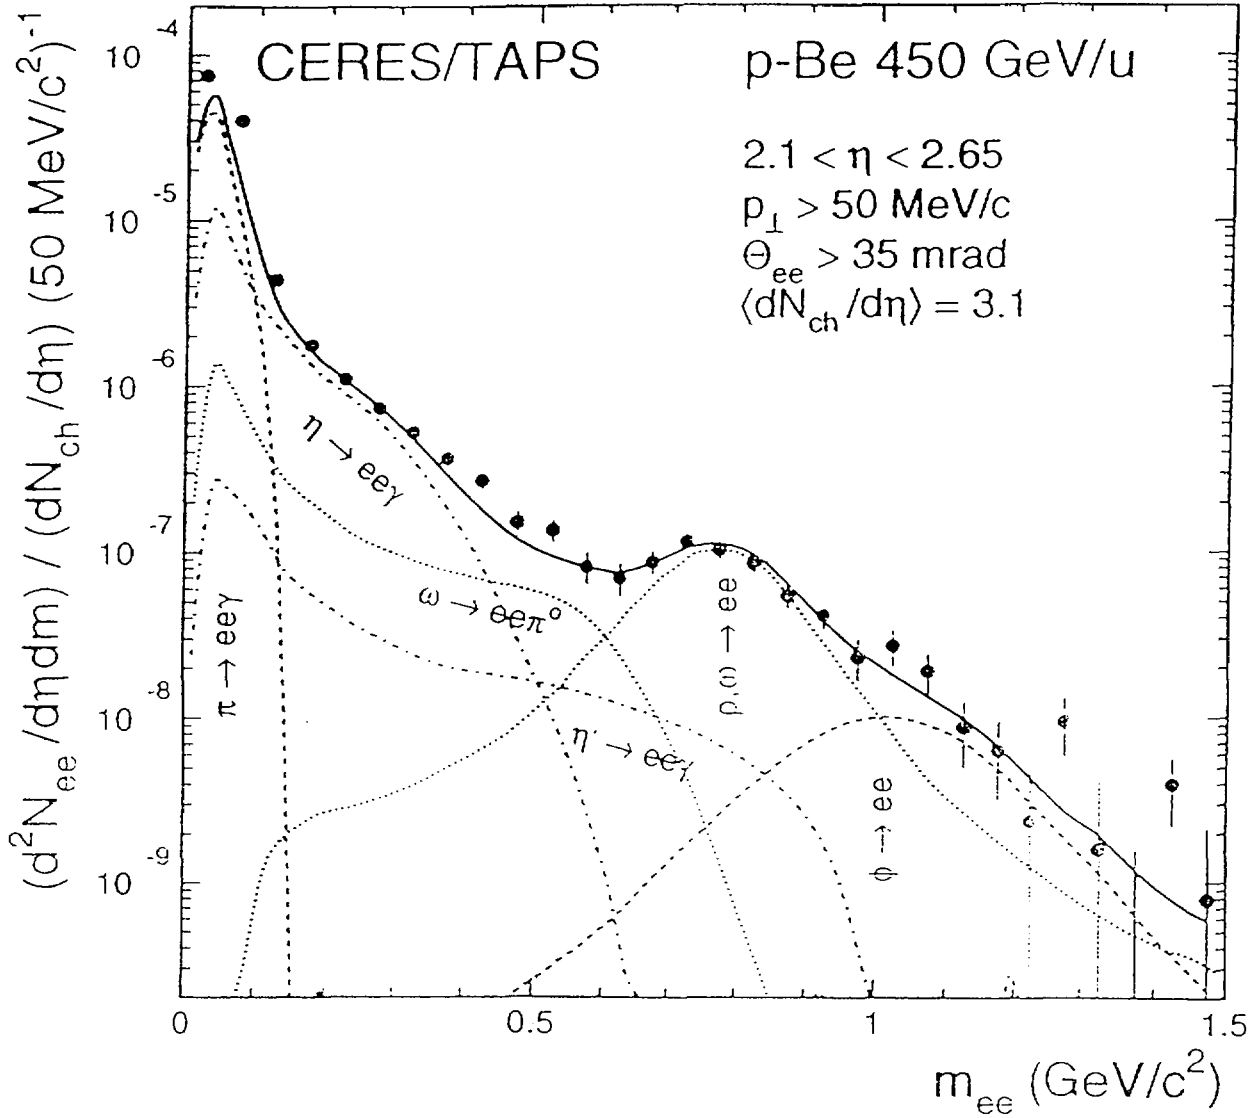 CERES/TAPS
p-Be 450 GeV/u
2.1 < η < 2.65
p⊥ > 50 MeV/c
Θee > 35 mrad
⟨dNch/dη⟩ = 3.1
(d²Nee/dηdm) / (dNch/dη) (50 MeV/c²)⁻¹
10⁻⁴
10⁻⁵
10⁻⁶
10⁻⁷
10⁻⁸
10⁻⁹
η → eeγ
ω → eeπ°
π → eeγ
ρ,ω → ee
η′ → eeγ
φ → ee
0
0.5
1
1.5
mee (GeV/c²)